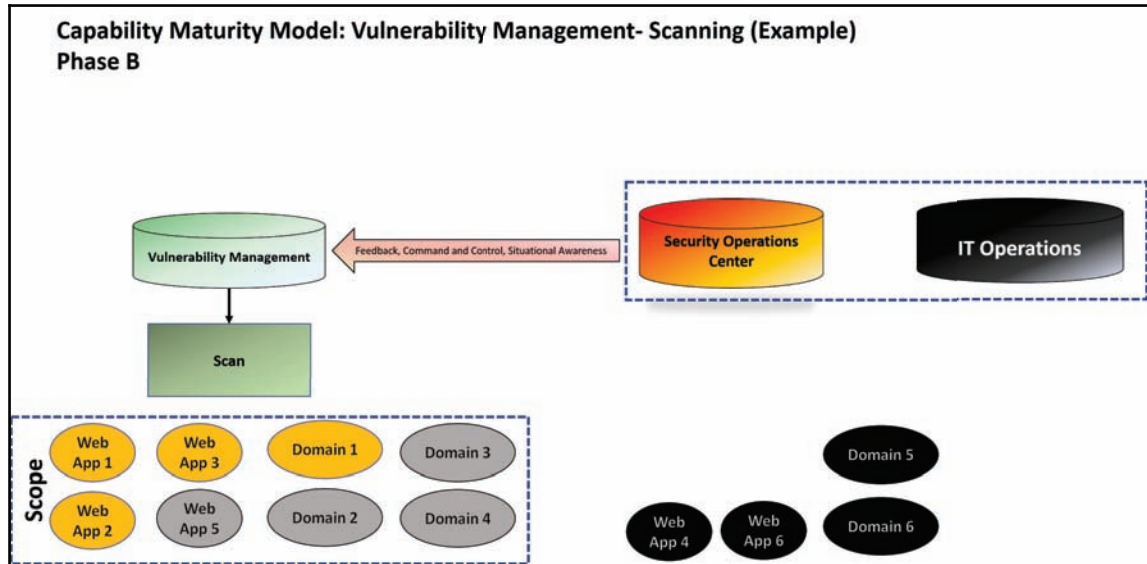 Capability Maturity Model: Vulnerability Management- Scanning (Example)
Phase B
Vulnerability Management
Feedback, Command and Control, Situational Awareness
Security Operations
Center
IT Operations
Scan
Scope
Web
App 1
Web
App 3
Domain 1
Domain 3
Domain 5
Web
App 2
Web
App 5
Domain 2
Domain 4
Web
App 4
Web
App 6
Domain 6